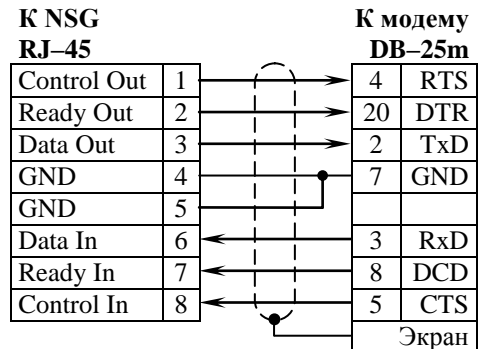 К NSG К модему
RJ–45 DB–25m
Control Out 1 4 RTS
Ready Out 2 20 DTR
Data Out 3 2 TxD
GND 4 7 GND
GND 5
Data In 6 3 RxD
Ready In 7 8 DCD
Control In 8 5 CTS
Экран